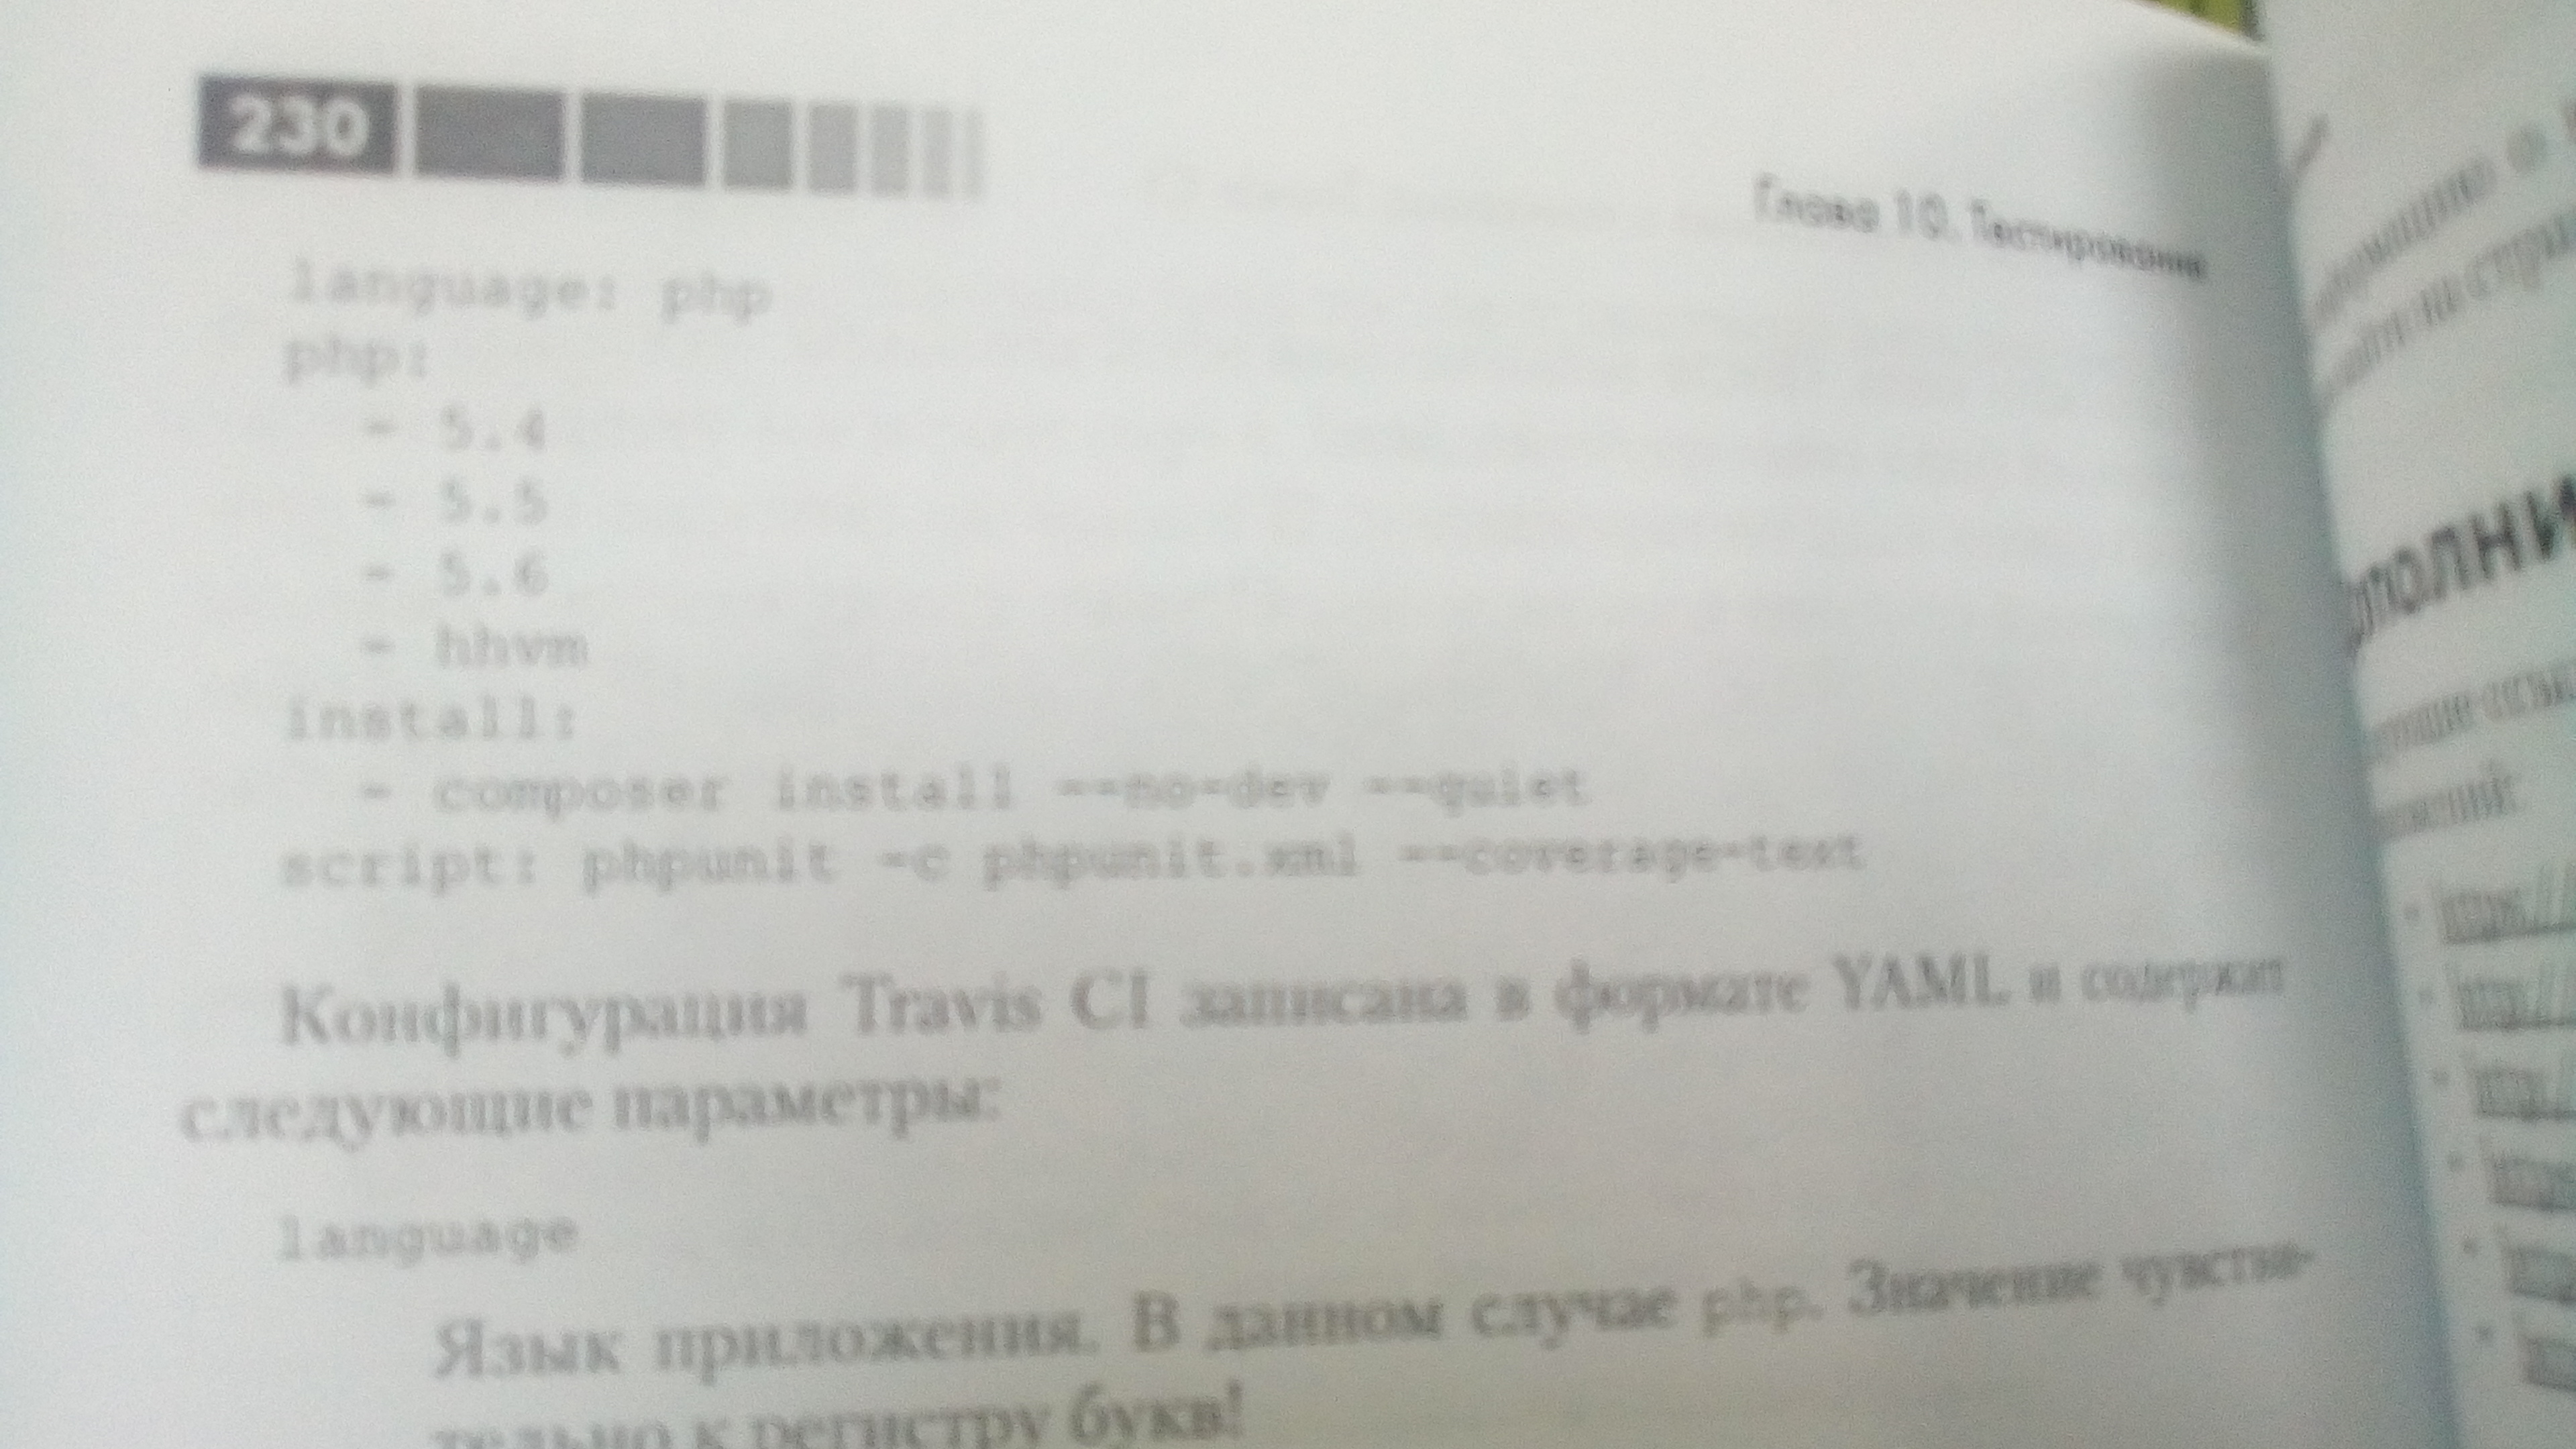 230
Глава 10. Тестирование
language: php
php:
- 5.4
- 5.5
- 5.6
- hhvm
install:
- composer install --no-dev --quiet
script: phpunit -c phpunit.xml --coverage-text
Конфигурация Travis CI записана в формате YAML и содержит
следующие параметры:
language
Язык приложения. В данном случае php. Значение чувстви-
тельно к регистру букв!